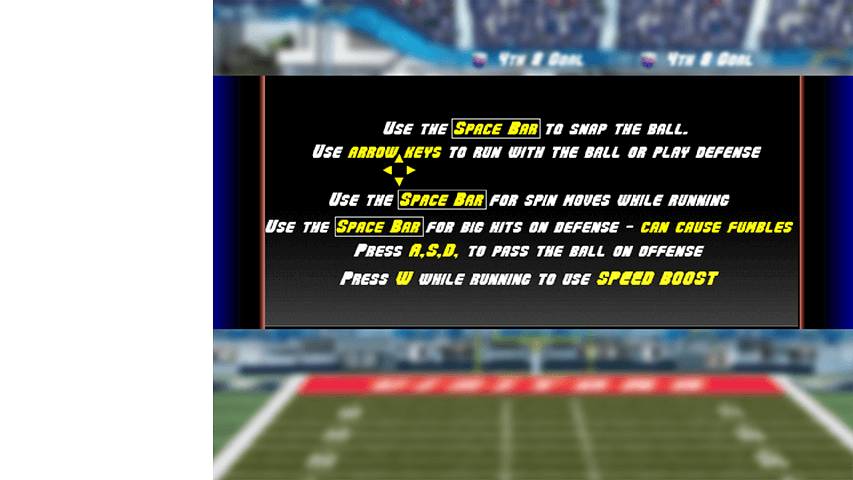 4TH & GOAL 4TH & GOAL
USE THE SPACE BAR TO SNAP THE BALL.
USE ARROW KEYS TO RUN WITH THE BALL OR PLAY DEFENSE
USE THE SPACE BAR FOR SPIN MOVES WHILE RUNNING
USE THE SPACE BAR FOR BIG HITS ON DEFENSE - CAN CAUSE FUMBLES
PRESS A,S,D, TO PASS THE BALL ON OFFENSE
PRESS W WHILE RUNNING TO USE SPEED BOOST